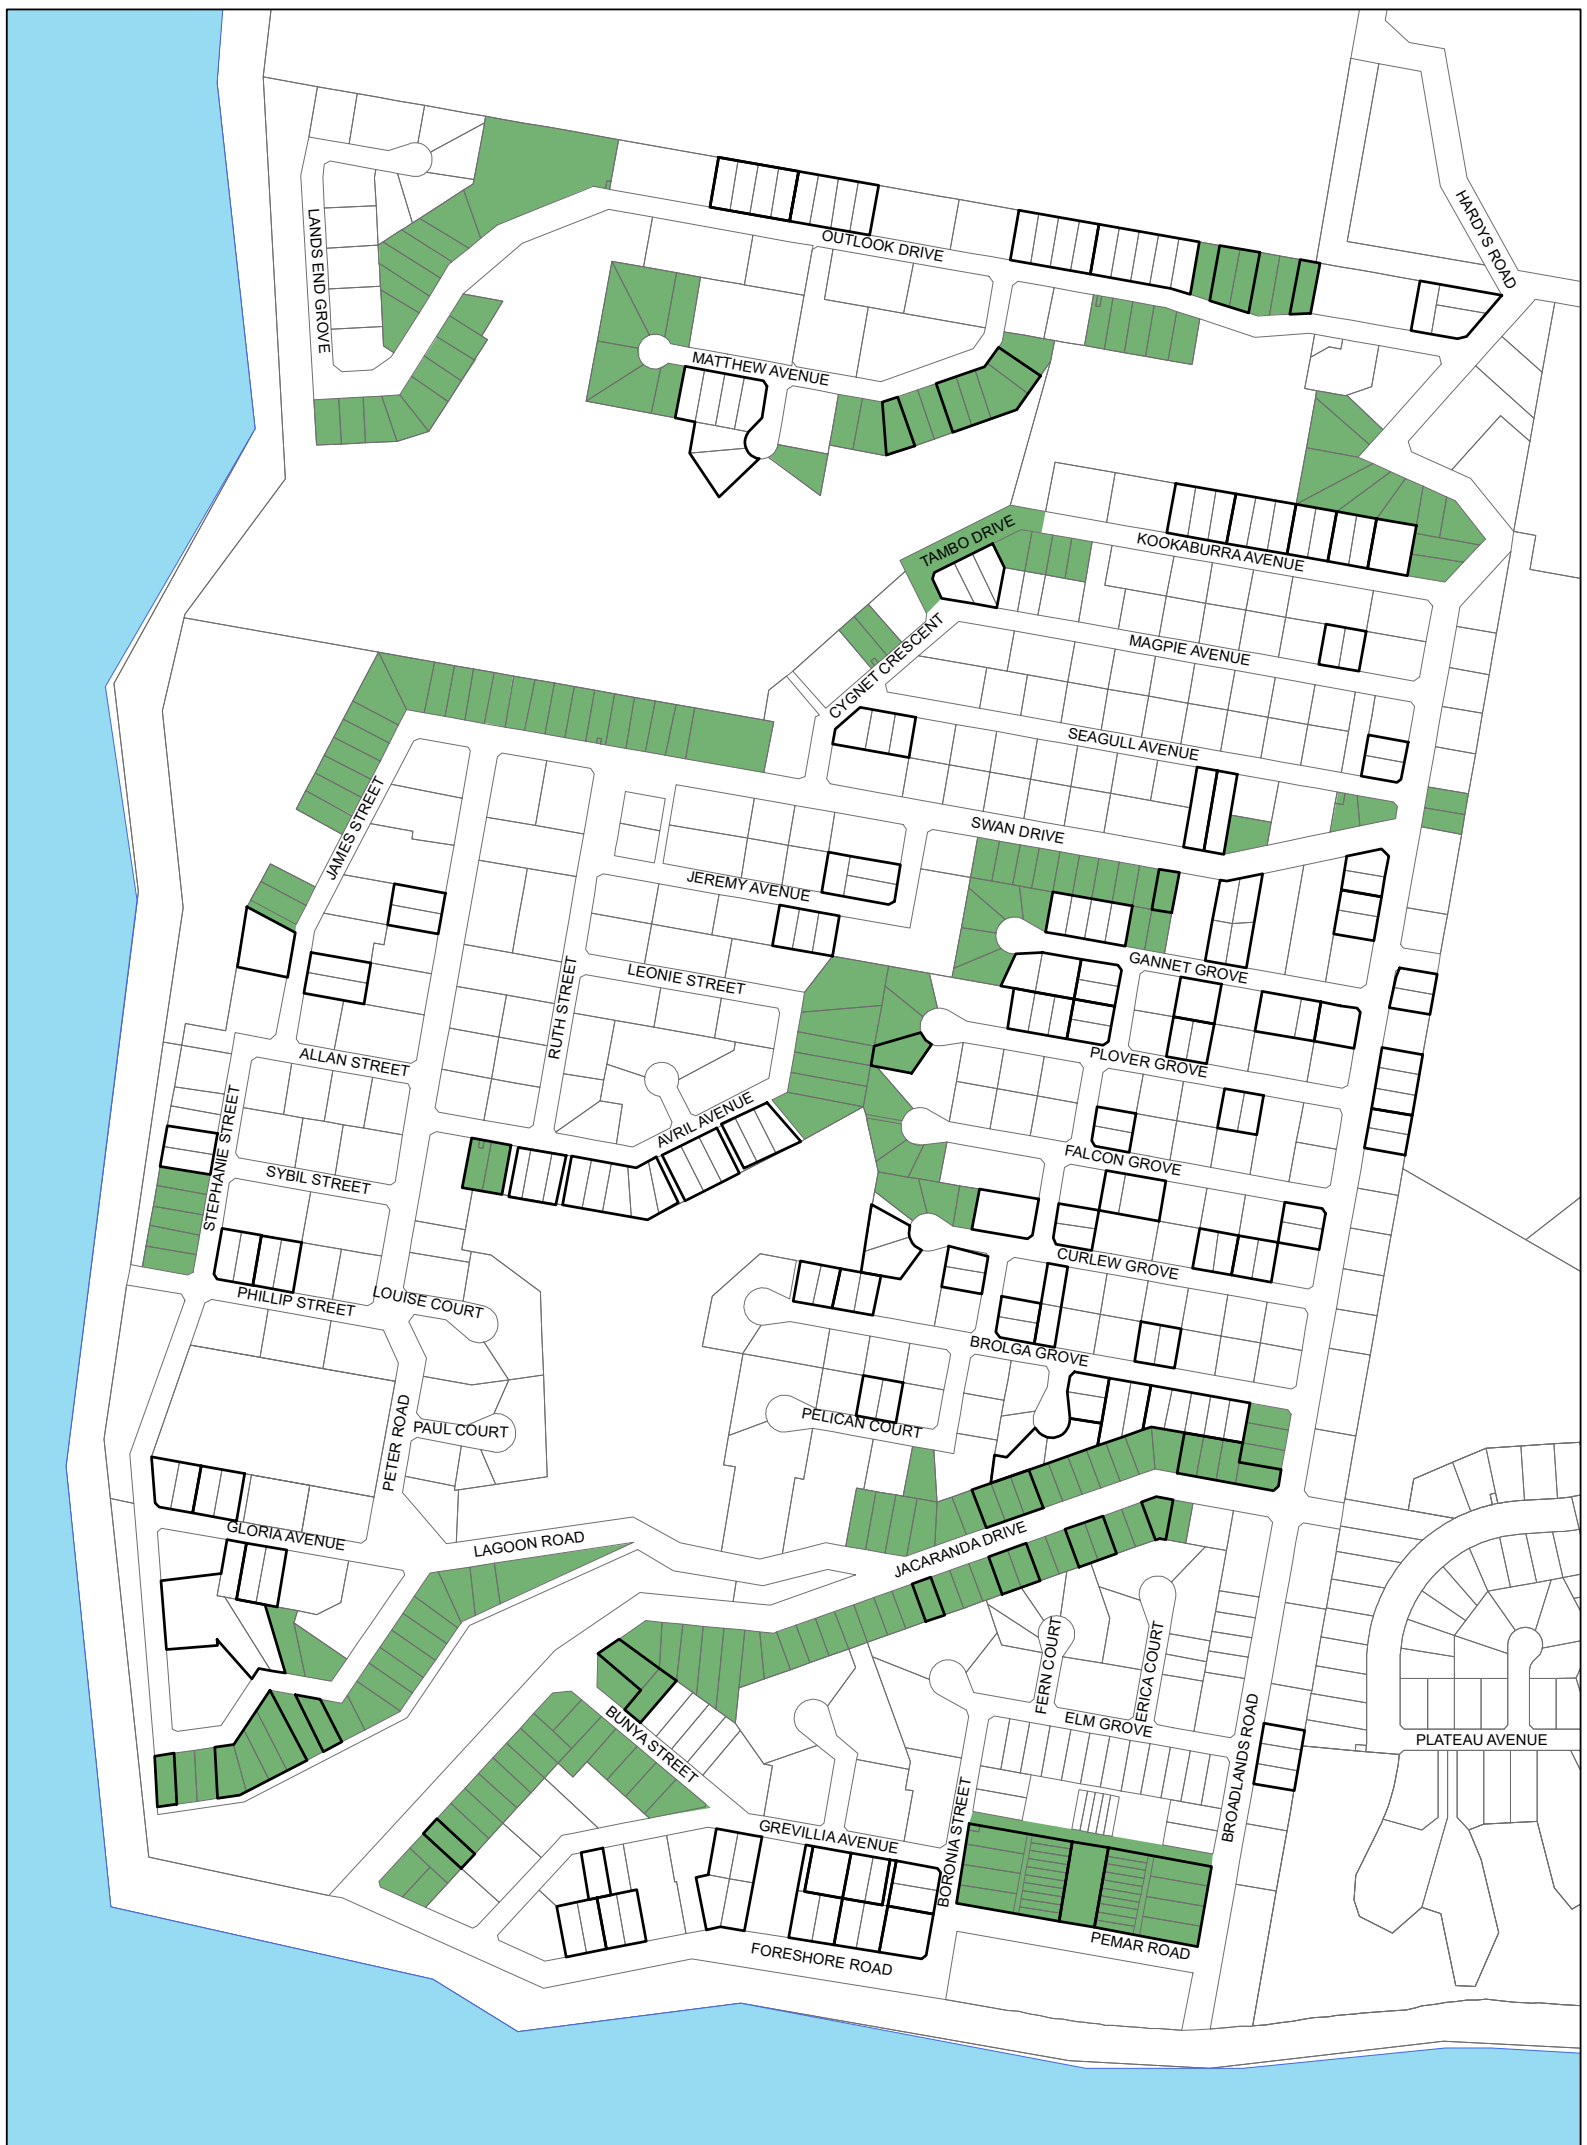 HARDYS ROAD
LANDS END GROVE
OUTLOOK DRIVE
MATTHEW AVENUE
TAMBO DRIVE
KOOKABURRA AVENUE
CYGNET CRESCENT
MAGPIE AVENUE
SEAGULL AVENUE
SWAN DRIVE
JAMES STREET
JEREMY AVENUE
GANNET GROVE
LEONIE STREET
RUTH STREET
ALLAN STREET
PLOVER GROVE
AVRIL AVENUE
STEPHANIE STREET
FALCON GROVE
SYBIL STREET
CURLEW GROVE
PHILLIP STREET
LOUISE COURT
BROLGA GROVE
PETER ROAD
PAUL COURT
PELICAN COURT
GLORIA AVENUE
LAGOON ROAD
JACARANDA DRIVE
FERN COURT
ERICA COURT
BUNYA STREET
ELM GROVE
BROADLANDS ROAD
PLATEAU AVENUE
BORONIA STREET
GREVILLIA AVENUE
PEMAR ROAD
FORESHORE ROAD